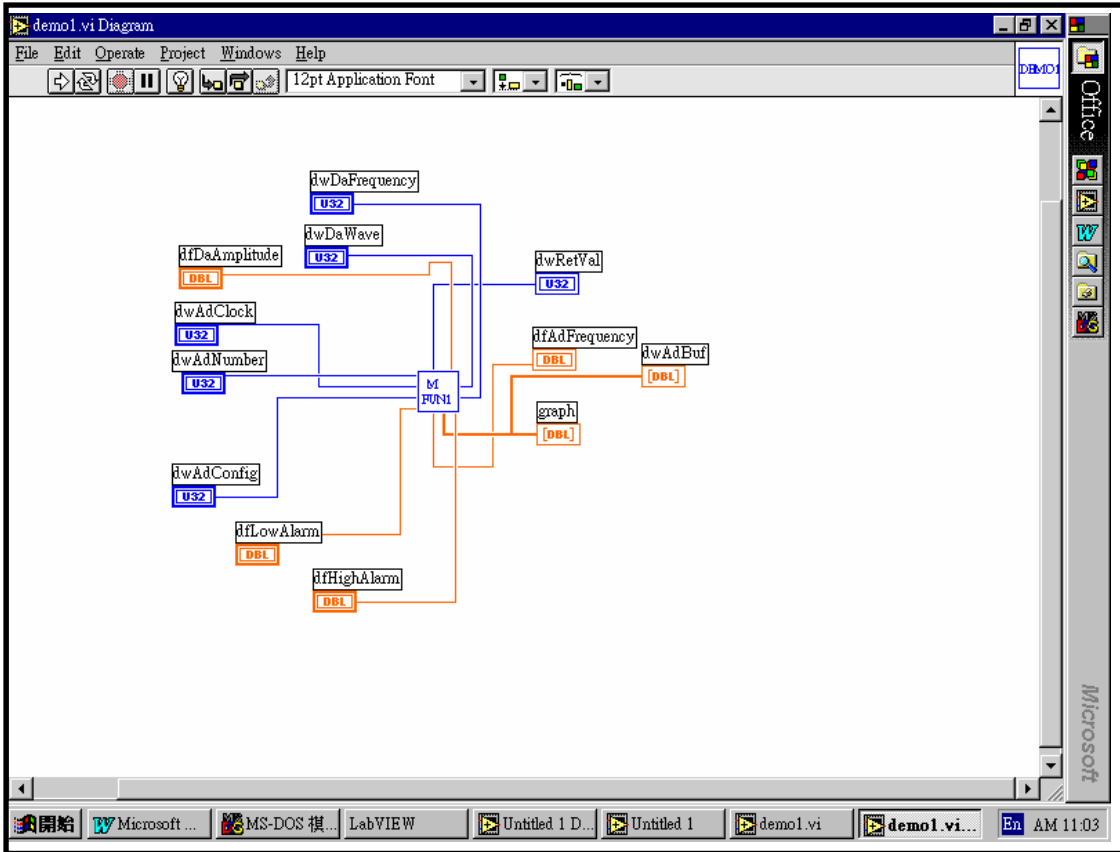 demo1.vi Diagram
File Edit Operate Project Windows Help
12pt Application Font
DEMO1
Office
dwDaFrequency
U32
dwDaWave
U32
dfDaAmplitude
DBL
dwRetVal
U32
dwAdClock
U32
dfAdFrequency
DBL
dwAdBuf
[DBL]
dwAdNumber
U32
M
FUN1
graph
[DBL]
dwAdConfig
U32
dfLowAlarm
DBL
dfHighAlarm
DBL
Microsoft
開始 Microsoft ... MS-DOS 模... LabVIEW Untitled 1 D... Untitled 1 demo1.vi demo1.vi... En AM 11:03